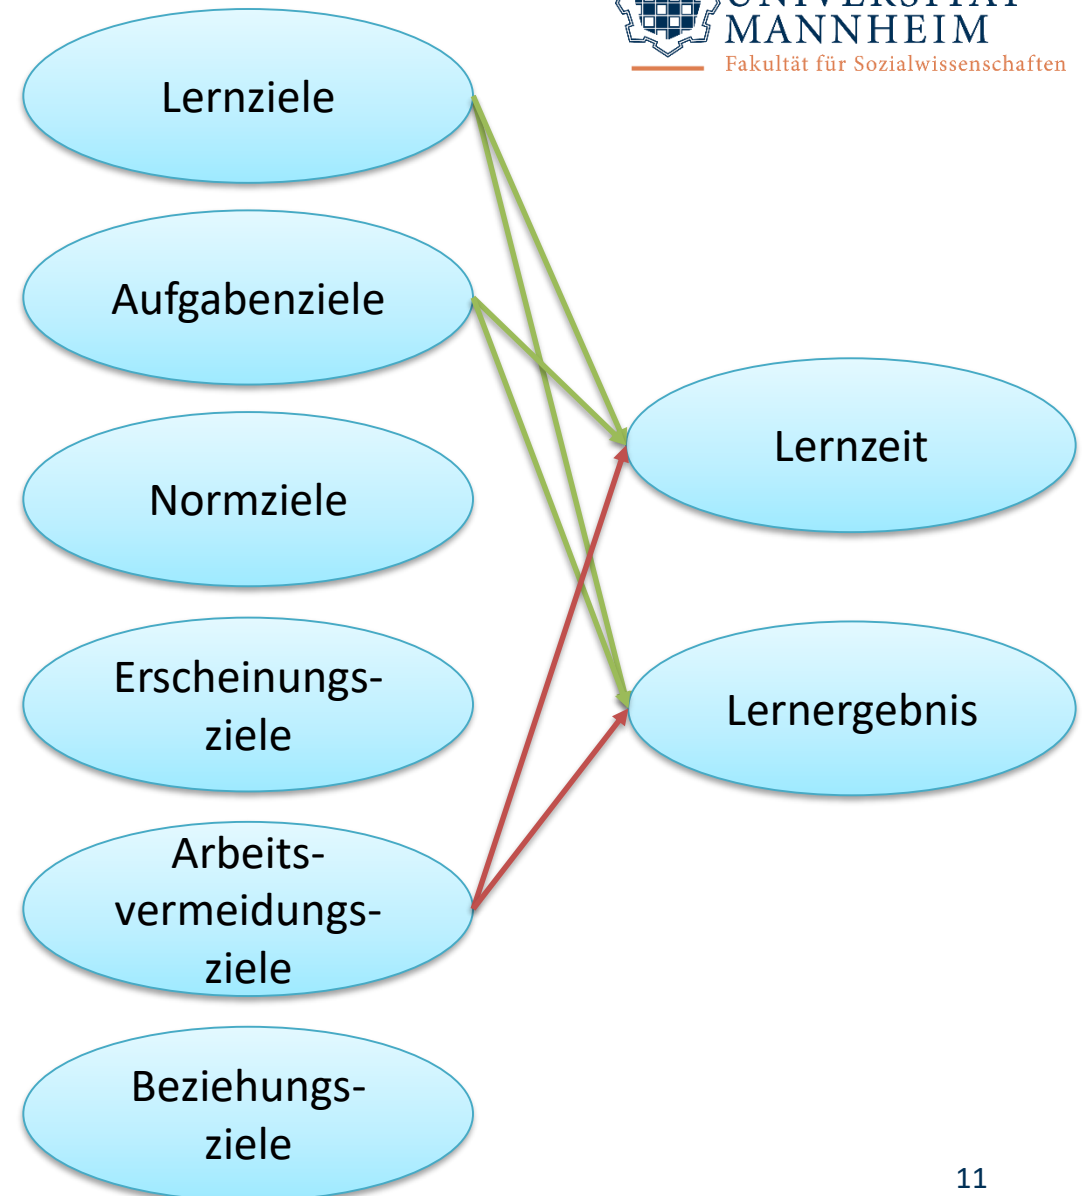 MANNHEIM
Fakultät für Sozialwissenschaften
Lernziele
Aufgabenziele
Normziele
Erscheinungs-
ziele
Arbeits-
vermeidungs-
ziele
Beziehungs-
ziele
Lernzeit
Lernergebnis
11